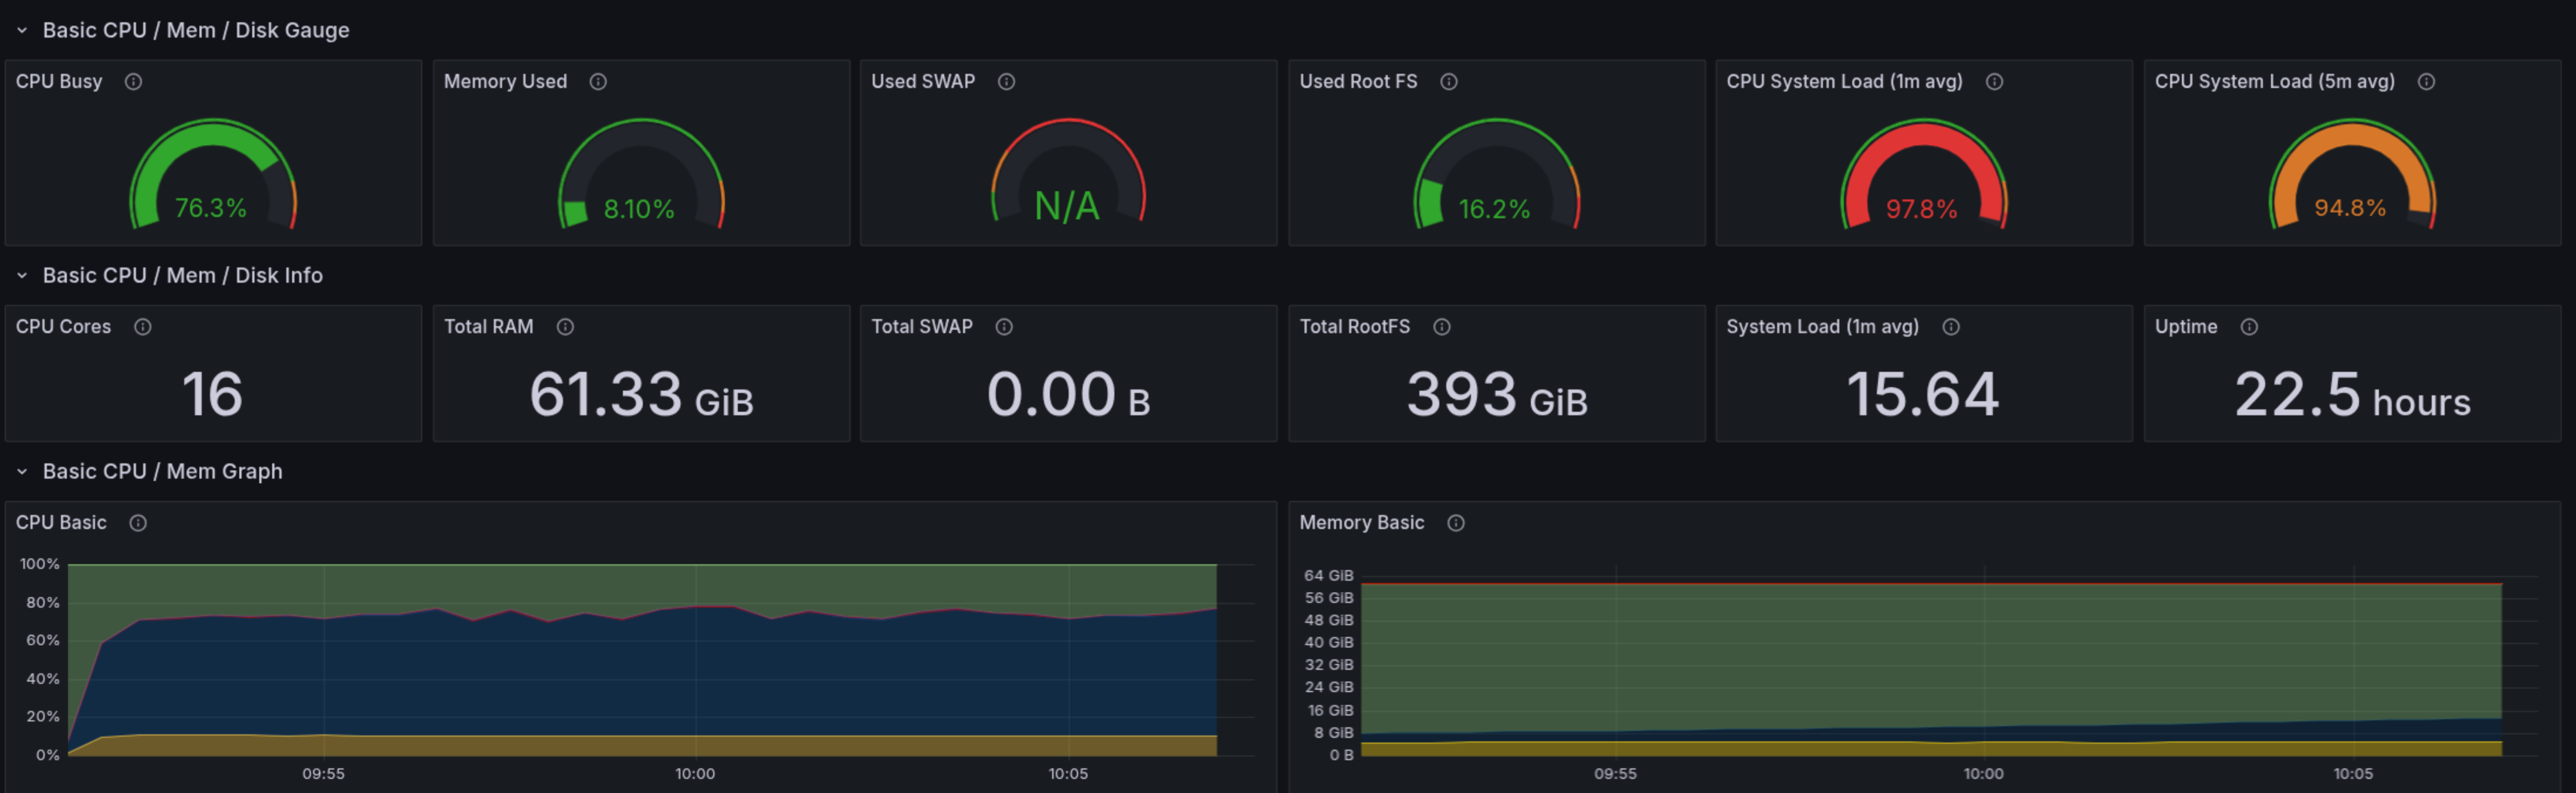 Basic CPU / Mem / Disk Gauge
CPU Busy
Memory Used
Used SWAP
Used Root FS
CPU System Load (1m avg)
CPU System Load (5m avg)
76.3%
8.10%
N/A
16.2%
97.8%
94.8%
Basic CPU / Mem / Disk Info
CPU Cores
Total RAM
Total SWAP
Total RootFS
System Load (1m avg)
Uptime
16
61.33 GiB
0.00 B
393 GiB
15.64
22.5 hours
Basic CPU / Mem Graph
CPU Basic
100%
80%
60%
40%
20%
0%
09:55
10:00
10:05
Memory Basic
64 GiB
56 GiB
48 GiB
40 GiB
32 GiB
24 GiB
16 GiB
8 GiB
0 B
09:55
10:00
10:05